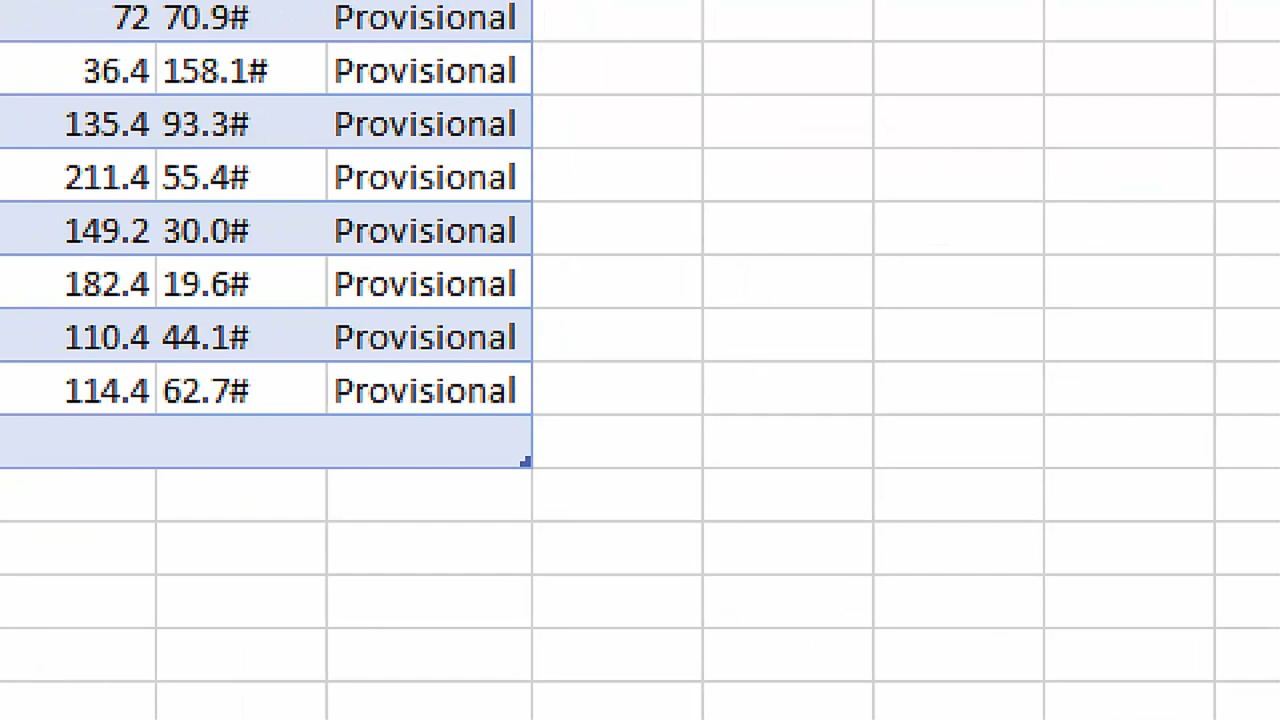 72 70.9# Provisional
36.4 158.1# Provisional
135.4 93.3# Provisional
211.4 55.4# Provisional
149.2 30.0# Provisional
182.4 19.6# Provisional
110.4 44.1# Provisional
114.4 62.7# Provisional